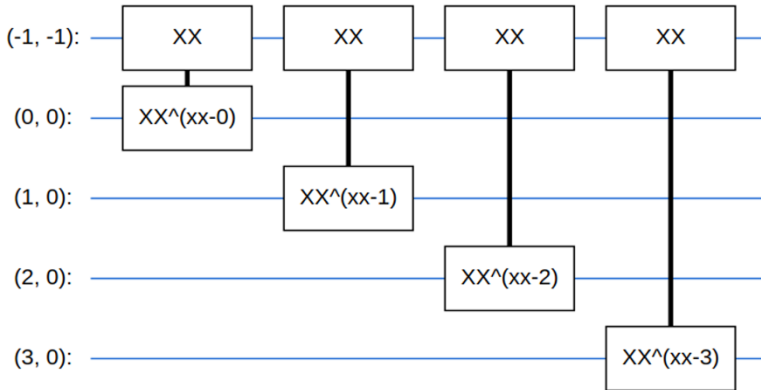 (-1, -1): XX XX XX XX
(0, 0): XX^(xx-0)
(1, 0): XX^(xx-1)
(2, 0): XX^(xx-2)
(3, 0): XX^(xx-3)